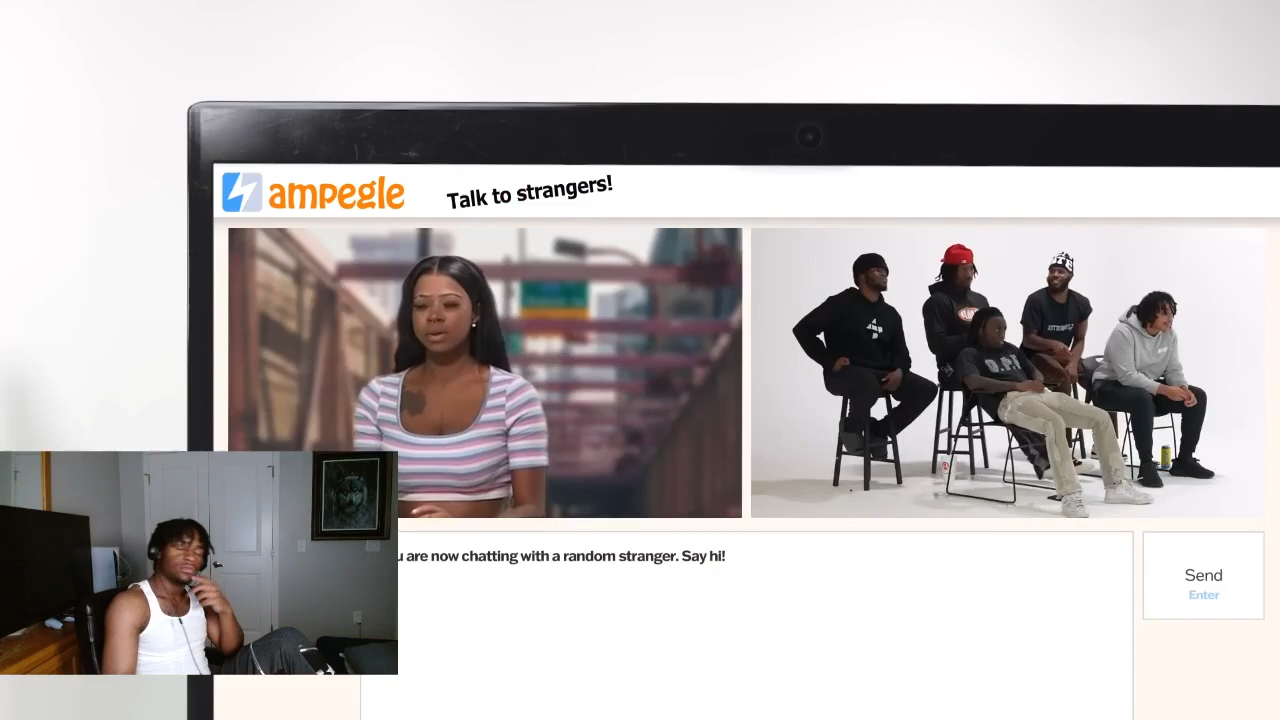 ampegle
Talk to strangers!
u are now chatting with a random stranger. Say hi!
Send
Enter